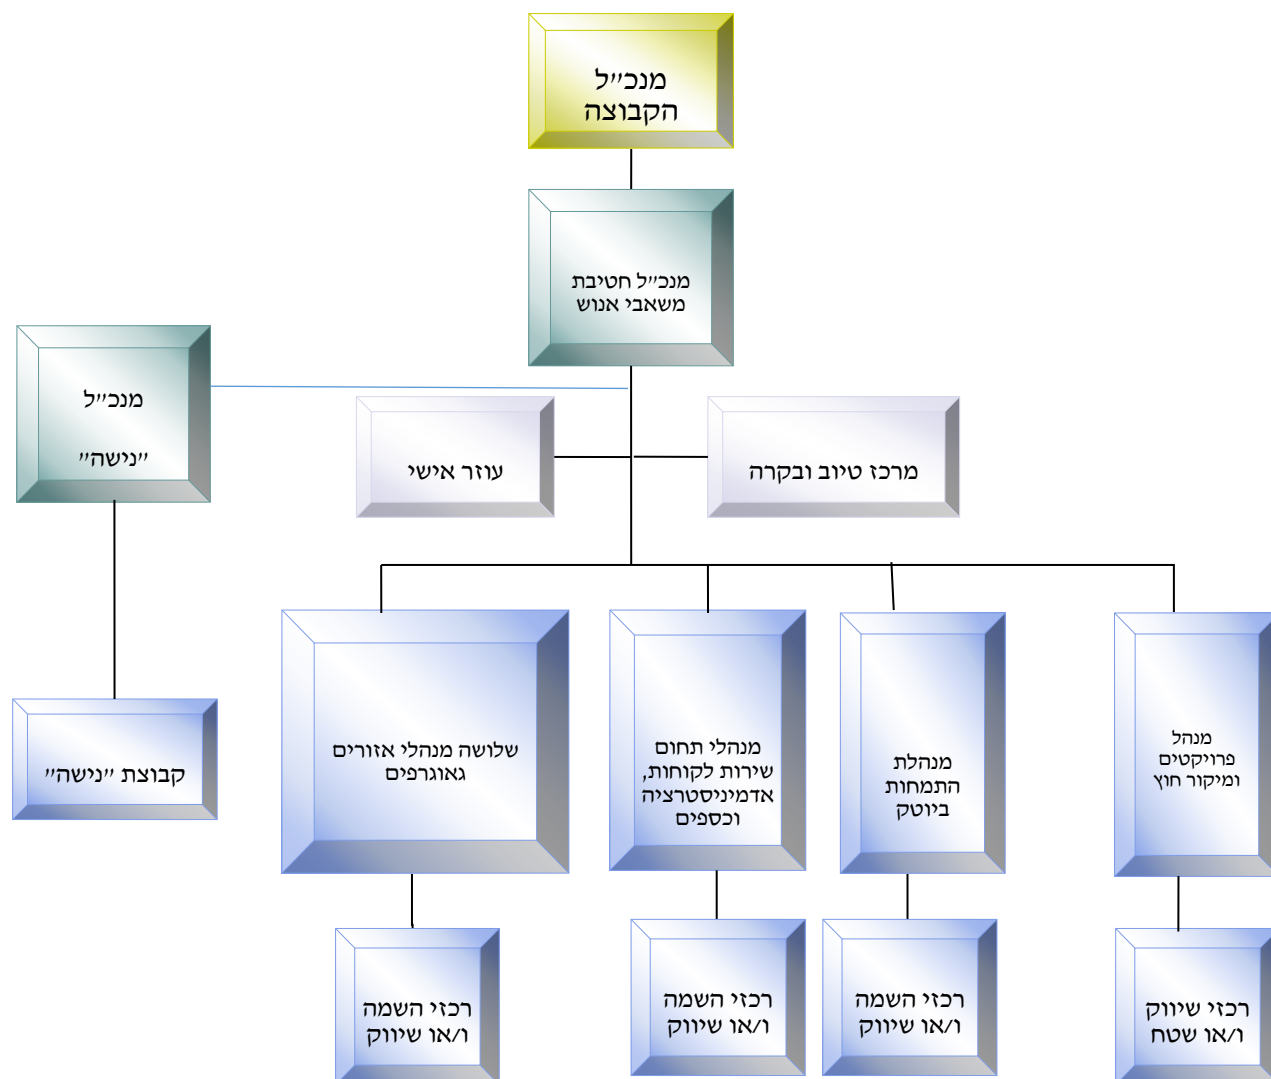 מנכ״ל
הקבוצה
מנכ״ל חטיבת
משאבי אנוש
מנכ״ל
״נישה״
מרכז טיוב ובקרה
עוזר אישי
מנהל
פרויקטים
ומיקור חוץ
מנהלת
התמחות
ביוטק
מנהלי תחום
שירות לקוחות,
אדמיניסטרציה
וכספים
שלושה מנהלי אזורים
גאוגרפים
קבוצת ״נישה״
רכזי שיווק
ו/או שטח
רכזי השמה
ו/או שיווק
רכזי השמה
ו/או שיווק
רכזי השמה
ו/או שיווק